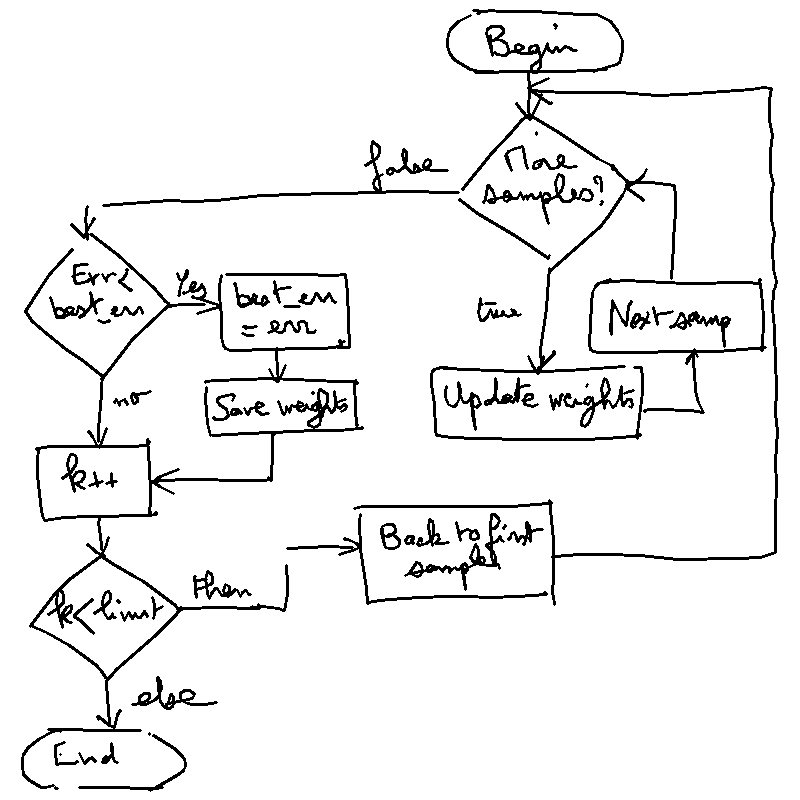 Begin
More
samples?
false
Err<
best_err
Yes
best_err
= err
true
Next samp
no
Save weights
Update weights
k++
Back to first
sample
k<limit
then
else
End